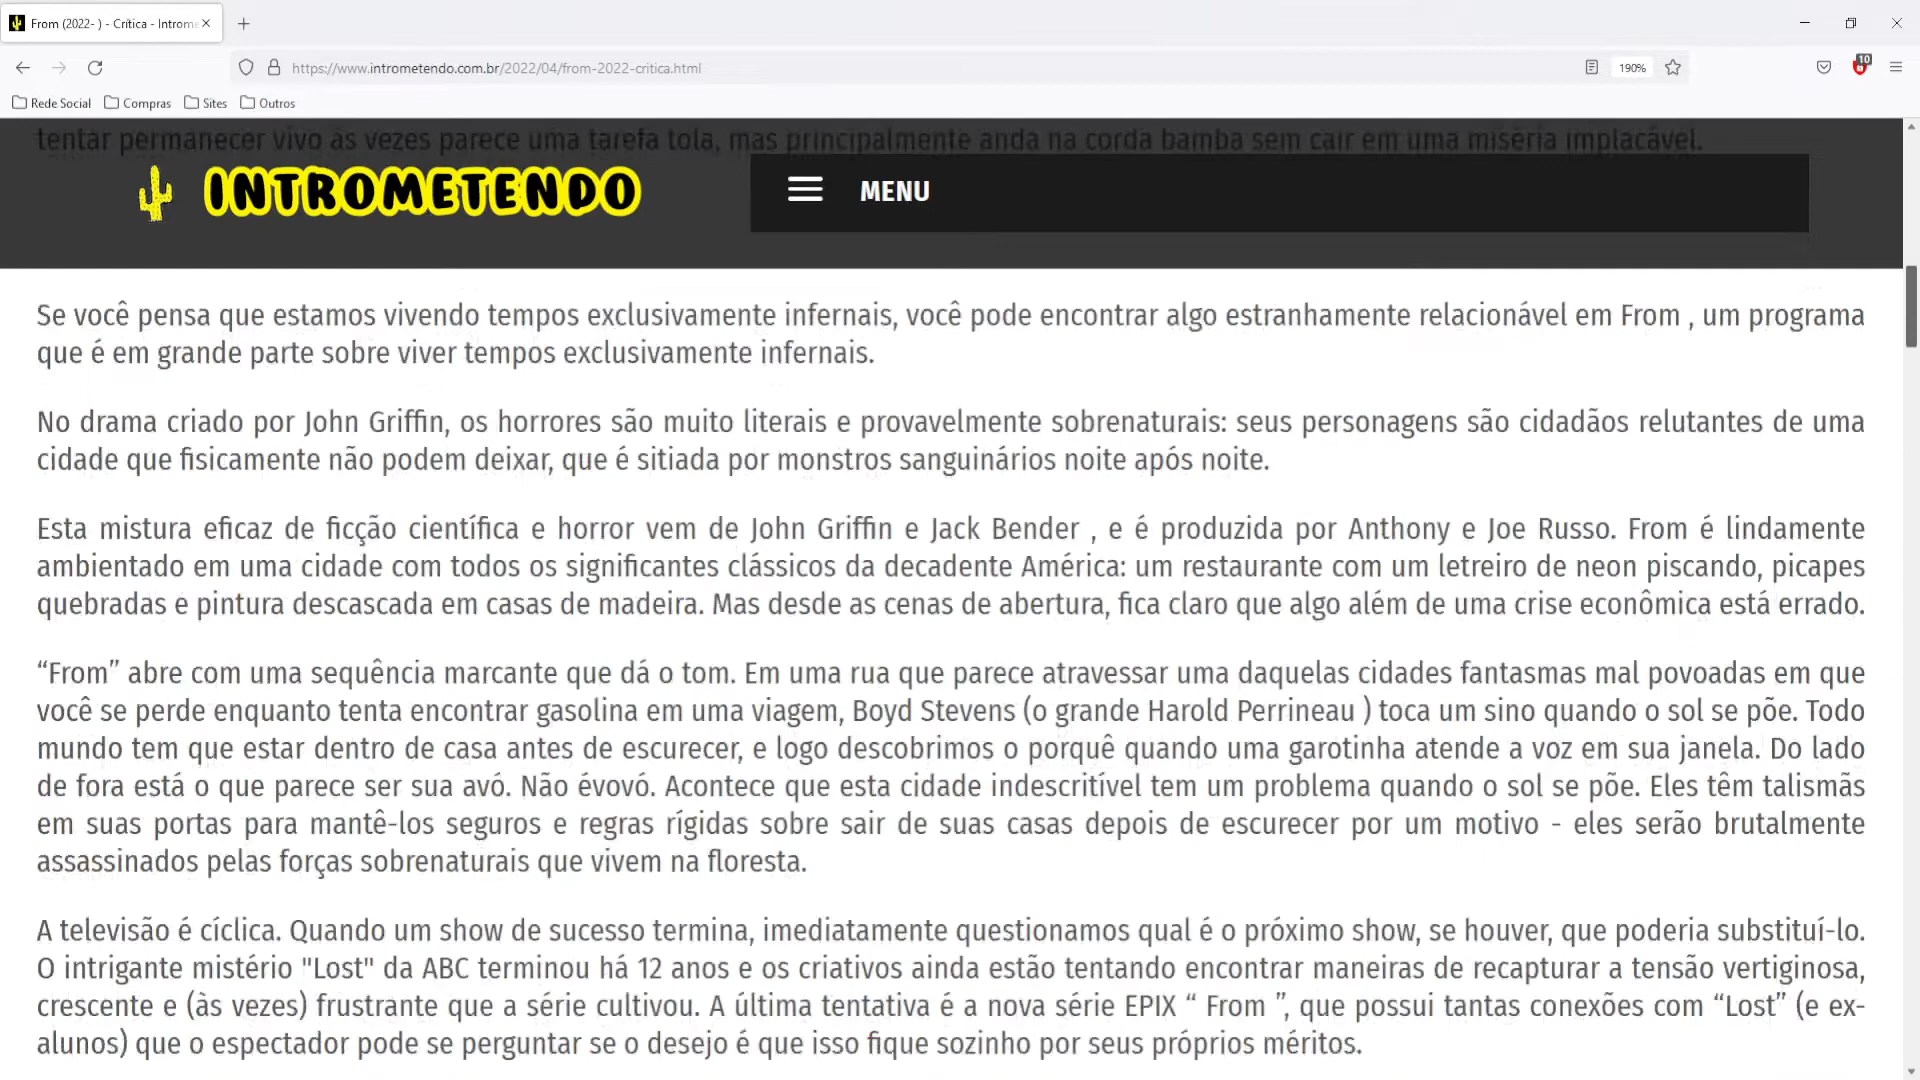 From (2022- ) - Crítica - Introme
https://www.intrometendo.com.br/2022/04/from-2022-critica.html
190%
10
Rede Social
Compras
Sites
Outros
tentar permanecer vivo às vezes parece uma tarefa tola, mas principalmente anda na corda bamba sem cair em uma miséria implacável.
INTROMETENDO
MENU
Se você pensa que estamos vivendo tempos exclusivamente infernais, você pode encontrar algo estranhamente relacionável em From , um programa
que é em grande parte sobre viver tempos exclusivamente infernais.
No drama criado por John Griffin, os horrores são muito literais e provavelmente sobrenaturais: seus personagens são cidadãos relutantes de uma
cidade que fisicamente não podem deixar, que é sitiada por monstros sanguinários noite após noite.
Esta mistura eficaz de ficção científica e horror vem de John Griffin e Jack Bender , e é produzida por Anthony e Joe Russo. From é lindamente
ambientado em uma cidade com todos os significantes clássicos da decadente América: um restaurante com um letreiro de neon piscando, picapes
quebradas e pintura descascada em casas de madeira. Mas desde as cenas de abertura, fica claro que algo além de uma crise econômica está errado.
“From” abre com uma sequência marcante que dá o tom. Em uma rua que parece atravessar uma daquelas cidades fantasmas mal povoadas em que
você se perde enquanto tenta encontrar gasolina em uma viagem, Boyd Stevens (o grande Harold Perrineau ) toca um sino quando o sol se põe. Todo
mundo tem que estar dentro de casa antes de escurecer, e logo descobrimos o porquê quando uma garotinha atende a voz em sua janela. Do lado
de fora está o que parece ser sua avó. Não évovó. Acontece que esta cidade indescritível tem um problema quando o sol se põe. Eles têm talismãs
em suas portas para mantê-los seguros e regras rígidas sobre sair de suas casas depois de escurecer por um motivo - eles serão brutalmente
assassinados pelas forças sobrenaturais que vivem na floresta.
A televisão é cíclica. Quando um show de sucesso termina, imediatamente questionamos qual é o próximo show, se houver, que poderia substituí-lo.
O intrigante mistério "Lost" da ABC terminou há 12 anos e os criativos ainda estão tentando encontrar maneiras de recapturar a tensão vertiginosa,
crescente e (às vezes) frustrante que a série cultivou. A última tentativa é a nova série EPIX “ From ”, que possui tantas conexões com “Lost” (e ex-
alunos) que o espectador pode se perguntar se o desejo é que isso fique sozinho por seus próprios méritos.